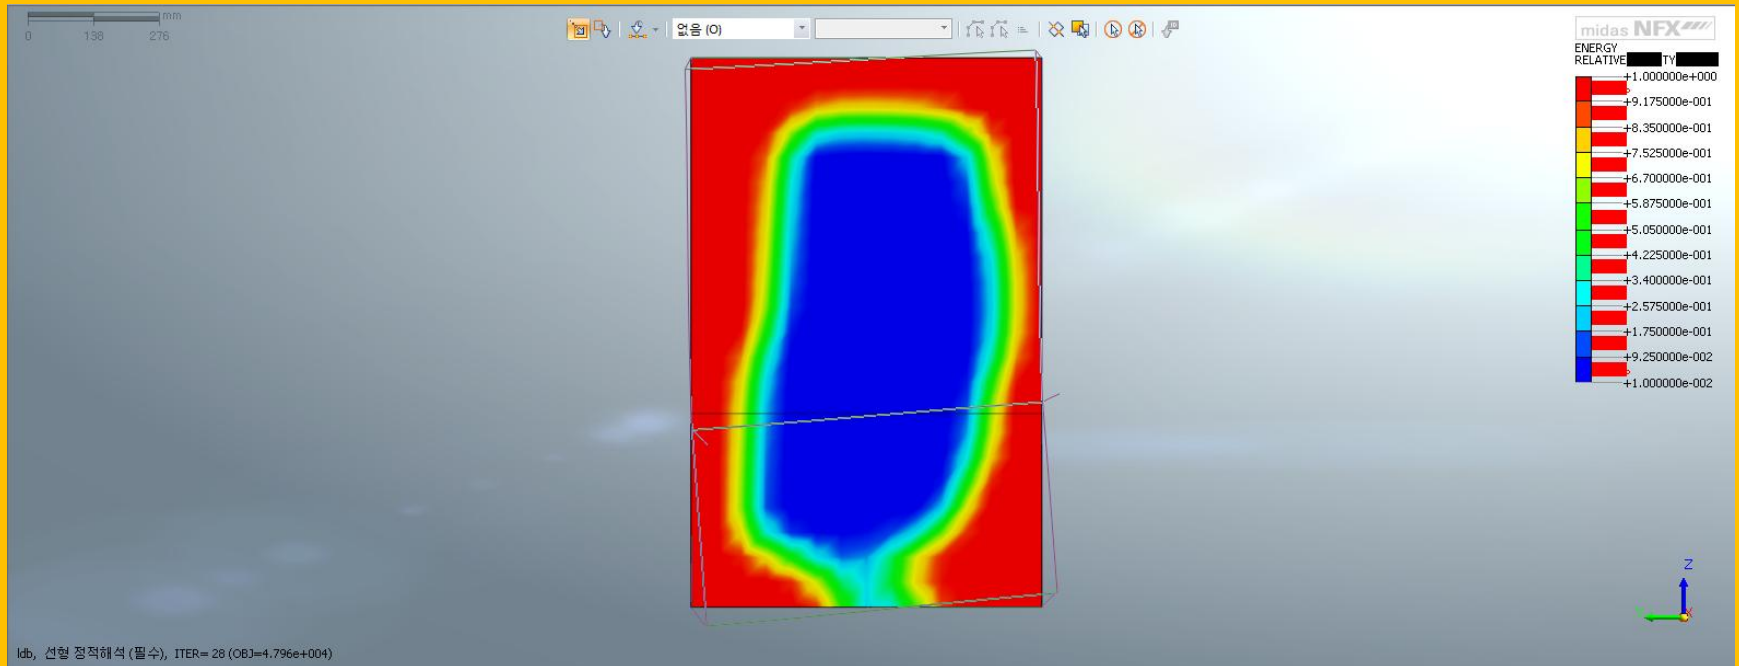 mm
0 138 276
없음 (O)
midas NFX
ENERGY
RELATIVE TY
+1.000000e+000
+9.175000e-001
+8.350000e-001
+7.525000e-001
+6.700000e-001
+5.875000e-001
+5.050000e-001
+4.225000e-001
+3.400000e-001
+2.575000e-001
+1.750000e-001
+9.250000e-002
+1.000000e-002
Z
ldb, 선형 정적해석 (필수), ITER= 28 (OBJ=4.796e+004)